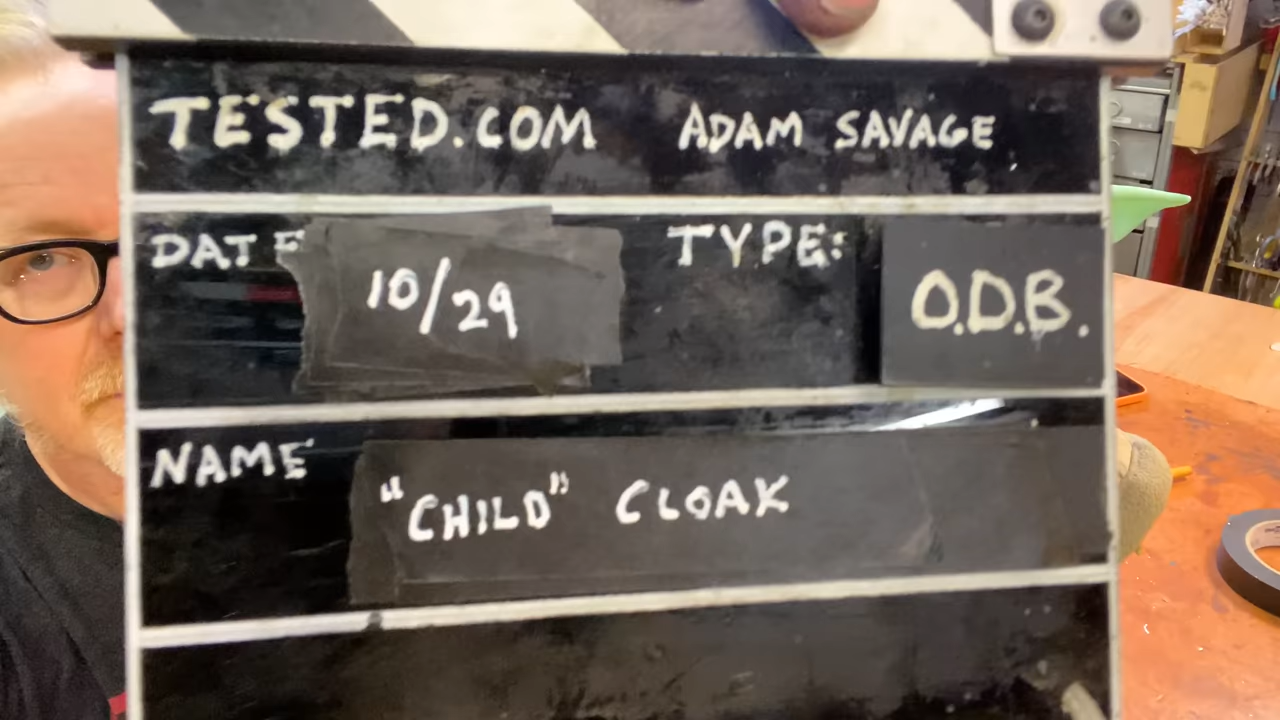 TESTED.COM ADAM SAVAGE
DATE 10/29 TYPE: O.D.B.
NAME "CHILD" CLOAK